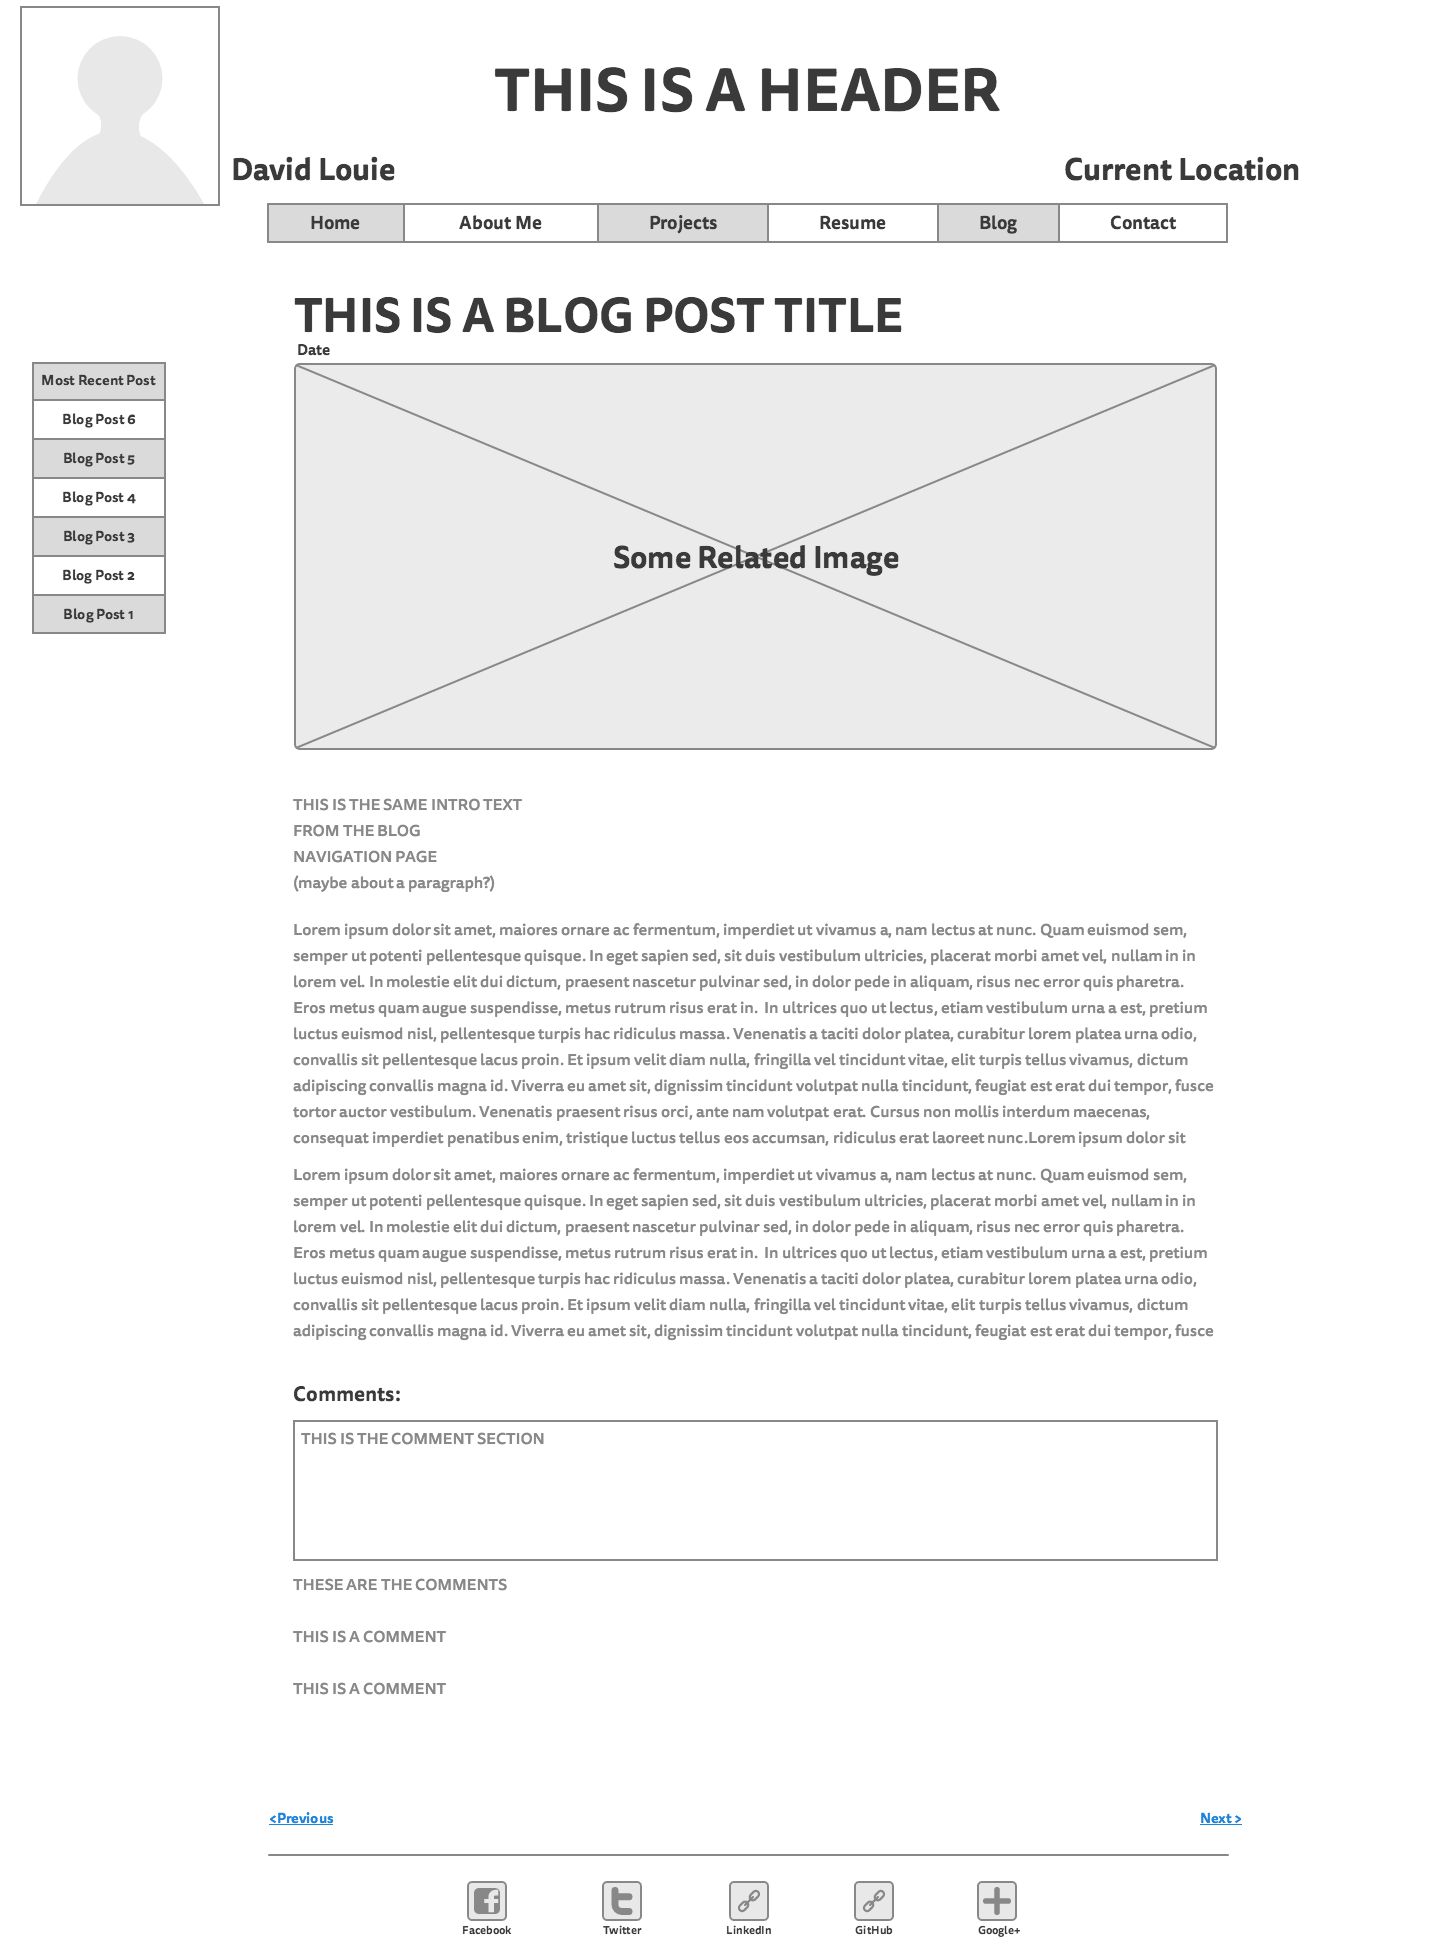 THIS IS A HEADER
David Louie
Current Location
Home
About Me
Projects
Resume
Blog
Contact
THIS IS A BLOG POST TITLE
Date
Most Recent Post
Blog Post 6
Blog Post 5
Blog Post 4
Blog Post 3
Blog Post 2
Blog Post 1
Some Related Image
THIS IS THE SAME INTRO TEXT
FROM THE BLOG
NAVIGATION PAGE
(maybe about a paragraph?)
Lorem ipsum dolor sit amet, maiores ornare ac fermentum, imperdiet ut vivamus a, nam lectus at nunc. Quam euismod sem,
semper ut potenti pellentesque quisque. In eget sapien sed, sit duis vestibulum ultricies, placerat morbi amet vel, nullam in in
lorem vel. In molestie elit dui dictum, praesent nascetur pulvinar sed, in dolor pede in aliquam, risus nec error quis pharetra.
Eros metus quam augue suspendisse, metus rutrum risus erat in.  In ultrices quo ut lectus, etiam vestibulum urna a est, pretium
luctus euismod nisl, pellentesque turpis hac ridiculus massa. Venenatis a taciti dolor platea, curabitur lorem platea urna odio,
convallis sit pellentesque lacus proin. Et ipsum velit diam nulla, fringilla vel tincidunt vitae, elit turpis tellus vivamus, dictum
adipiscing convallis magna id. Viverra eu amet sit, dignissim tincidunt volutpat nulla tincidunt, feugiat est erat dui tempor, fusce
tortor auctor vestibulum. Venenatis praesent risus orci, ante nam volutpat erat. Cursus non mollis interdum maecenas,
consequat imperdiet penatibus enim, tristique luctus tellus eos accumsan, ridiculus erat laoreet nunc.Lorem ipsum dolor sit
Lorem ipsum dolor sit amet, maiores ornare ac fermentum, imperdiet ut vivamus a, nam lectus at nunc. Quam euismod sem,
semper ut potenti pellentesque quisque. In eget sapien sed, sit duis vestibulum ultricies, placerat morbi amet vel, nullam in in
lorem vel. In molestie elit dui dictum, praesent nascetur pulvinar sed, in dolor pede in aliquam, risus nec error quis pharetra.
Eros metus quam augue suspendisse, metus rutrum risus erat in.  In ultrices quo ut lectus, etiam vestibulum urna a est, pretium
luctus euismod nisl, pellentesque turpis hac ridiculus massa. Venenatis a taciti dolor platea, curabitur lorem platea urna odio,
convallis sit pellentesque lacus proin. Et ipsum velit diam nulla, fringilla vel tincidunt vitae, elit turpis tellus vivamus, dictum
adipiscing convallis magna id. Viverra eu amet sit, dignissim tincidunt volutpat nulla tincidunt, feugiat est erat dui tempor, fusce
Comments:
THIS IS THE COMMENT SECTION
THESE ARE THE COMMENTS
THIS IS A COMMENT
THIS IS A COMMENT
<Previous
Next >
Facebook
Twitter
LinkedIn
GitHub
Google+